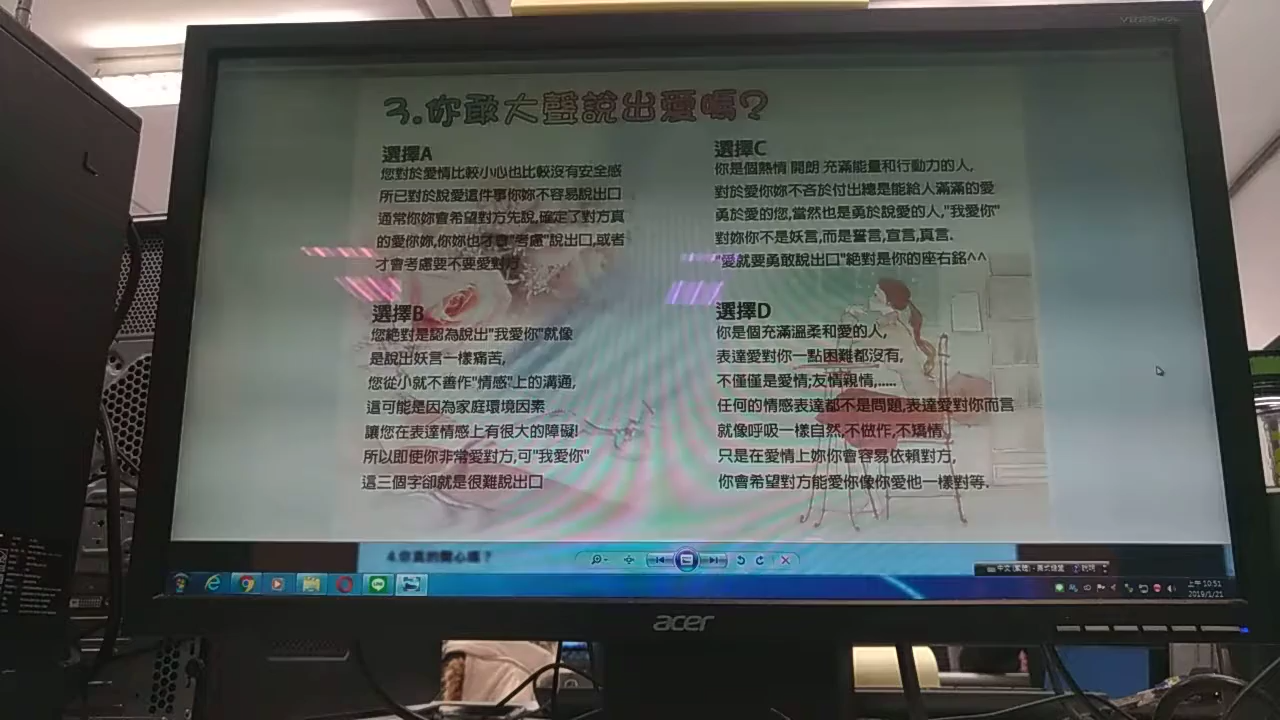 3.你敢大聲說出愛嗎?
選擇A
您對於愛情比較小心也比較沒有安全感
所已對於說愛這件事你妳不容易說出口
通常你妳會希望對方先說,確定了對方真
的愛你妳,你妳也才會"考慮"說出口,或者
才會考慮要不要愛對方
選擇B
您絕對是認為說出"我愛你"就像
是說出妖言一樣痛苦,
您從小就不善作"情感"上的溝通,
這可能是因為家庭環境因素
讓您在表達情感上有很大的障礙!
所以即使你非常愛對方,可"我愛你"
這三個字卻就是很難說出口
選擇C
你是個熱情 開朗 充滿能量和行動力的人,
對於愛你妳不吝於付出總是能給人滿滿的愛
勇於愛的您,當然也是勇於說愛的人,"我愛你"
對妳你不是妖言,而是誓言,宣言,真言.
"愛就要勇敢說出口"絕對是你的座右銘^^
選擇D
你是個充滿溫柔和愛的人,
表達愛對你一點困難都沒有,
不僅僅是愛情;友情親情,.....
任何的情感表達都不是問題,表達愛對你而言
就像呼吸一樣自然,不做作,不矯情
只是在愛情上妳你會容易依賴對方,
你會希望對方能愛你像你愛他一樣對等.
上午 10:51
2019/1/21
acer